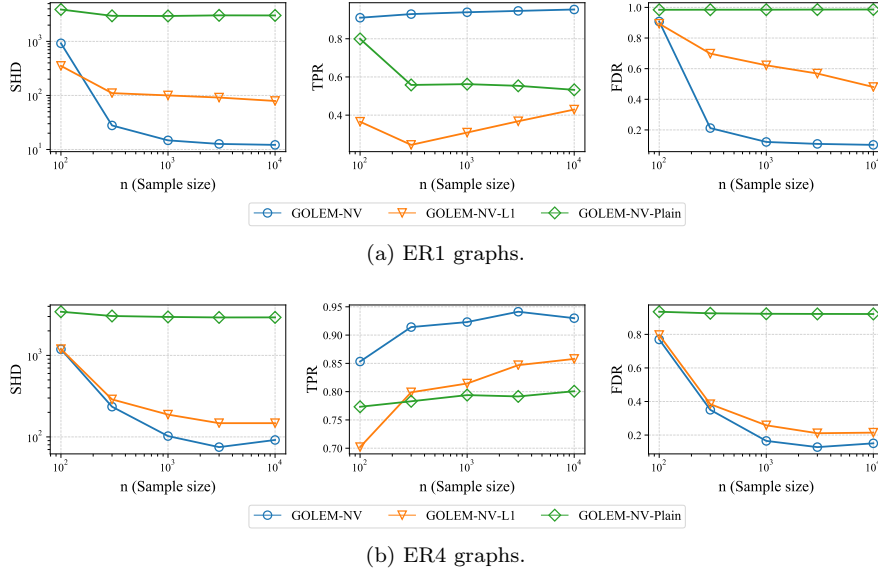 SHD
10³
10²
10¹
10²
10³
10⁴
n (Sample size)
TPR
0.8
0.6
0.4
10²
10³
10⁴
n (Sample size)
FDR
1.0
0.8
0.6
0.4
0.2
10²
10³
10⁴
n (Sample size)
GOLEM-NV GOLEM-NV-L1 GOLEM-NV-Plain
(a) ER1 graphs.
SHD
10³
10²
10²
10³
10⁴
n (Sample size)
TPR
0.95
0.90
0.85
0.80
0.75
0.70
10²
10³
10⁴
n (Sample size)
FDR
0.8
0.6
0.4
0.2
10²
10³
10⁴
n (Sample size)
GOLEM-NV GOLEM-NV-L1 GOLEM-NV-Plain
(b) ER4 graphs.